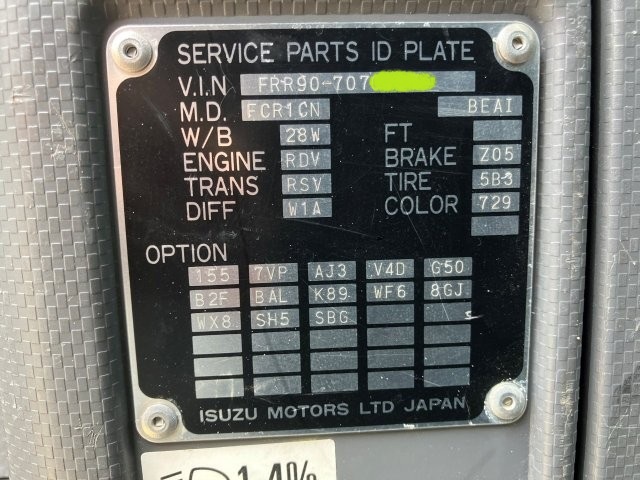 SERVICE PARTS ID PLATE
V.I.N FRR90-707
M.D. FCR1CN BEAI
W/B 28W FT
ENGINE RDV BRAKE Z05
TRANS RSV TIRE 5B3
DIFF W1A COLOR 729
OPTION
155 7VP AJ3 V4D G50
B2F BAL K89 WF6 8GJ
WX8 SH5 SBG
ISUZU MOTORS LTD JAPAN
1.4%